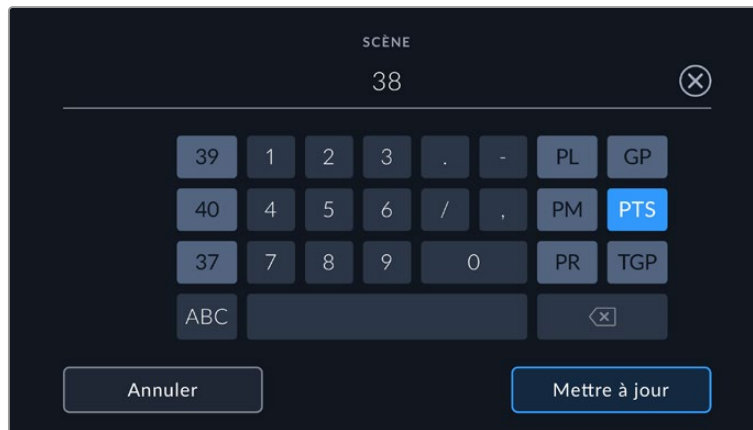 SCÈNE
38
39 1 2 3 . - PL GP
40 4 5 6 / , PM PTS
37 7 8 9 0 PR TGP
ABC
Annuler Mettre à jour